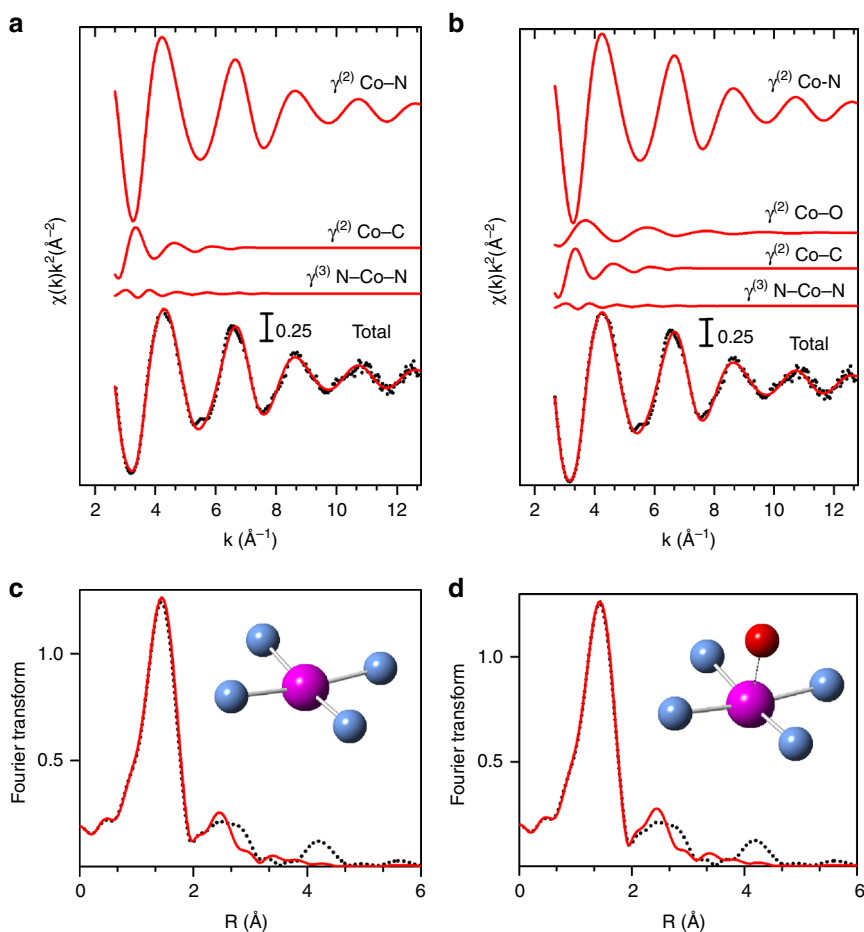 a
γ(2) Co–N
γ(2) Co–C
γ(3) N–Co–N
0.25
Total
χ(k)k²(Å⁻²)
2 4 6 8 10 12
k (Å⁻¹)
b
γ(2) Co-N
γ(2) Co–O
γ(2) Co–C
γ(3) N–Co–N
0.25
Total
χ(k)k²(Å⁻²)
2 4 6 8 10 12
k (Å⁻¹)
c
1.0
0.5
Fourier transform
0 2 4 6
R (Å)
d
1.0
0.5
Fourier transform
0 2 4 6
R (Å)